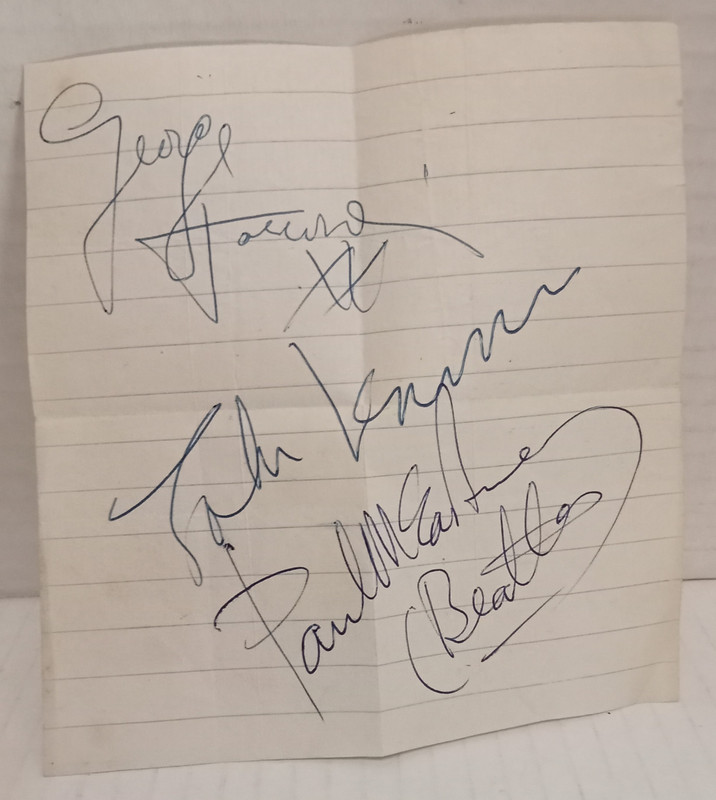 George
Harrison
XX
John Lennon
Paul McCartney
(Beatles)